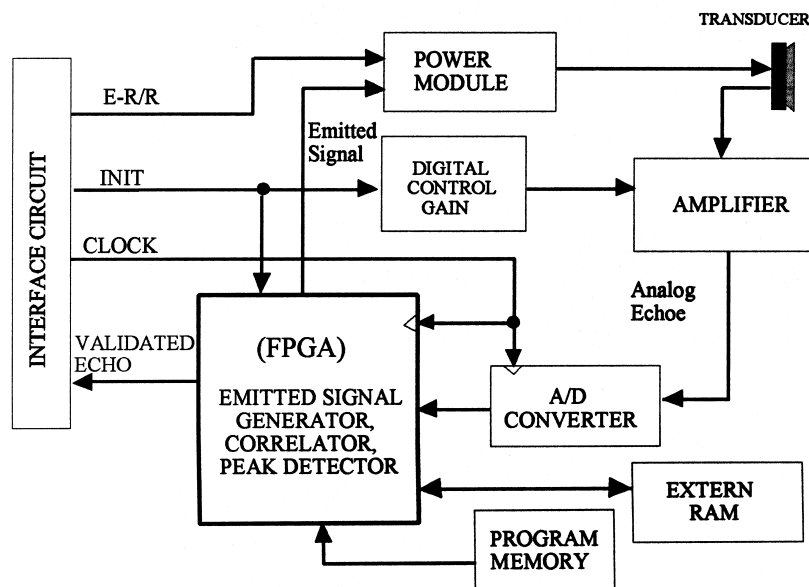 TRANSDUCER
POWER
MODULE
E-R/R
Emitted
Signal
INIT
DIGITAL
CONTROL
GAIN
AMPLIFIER
INTERFACE CIRCUIT
CLOCK
Analog
Echoe
VALIDATED
ECHO
(FPGA)
EMITTED SIGNAL
GENERATOR,
CORRELATOR,
PEAK DETECTOR
A/D
CONVERTER
EXTERN
RAM
PROGRAM
MEMORY